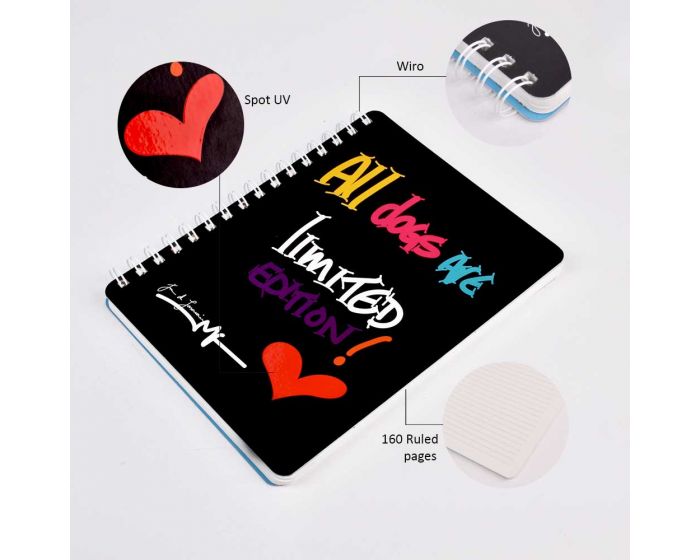 Wiro
Spot UV
All dogs are
limited
EDITION!
160 Ruled
pages